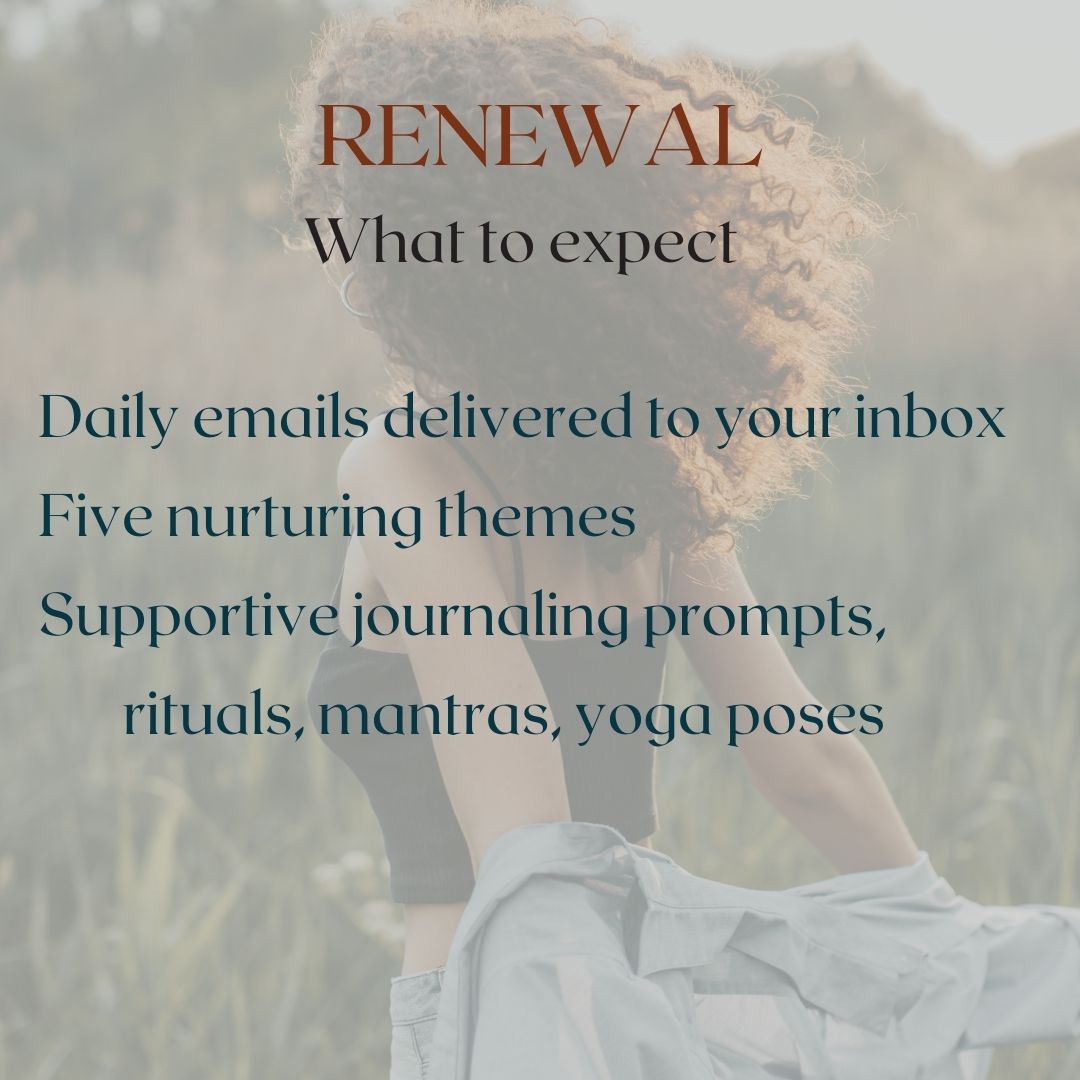 RENEWAL
What to expect
Daily emails delivered to your inbox
Five nurturing themes
Supportive journaling prompts,
rituals, mantras, yoga poses